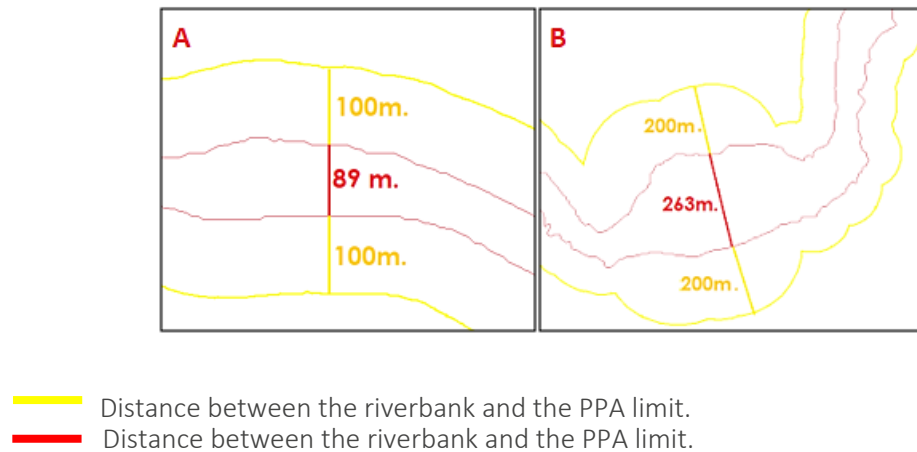 A
B
100m.
89 m.
100m.
200m.
263m.
200m.
Distance between the riverbank and the PPA limit.
Distance between the riverbank and the PPA limit.